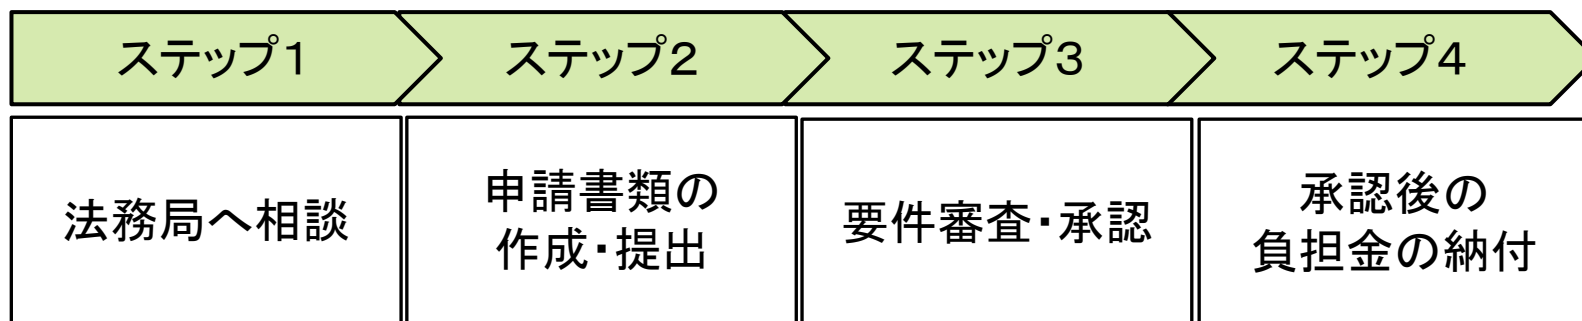 ステップ１
ステップ２
ステップ３
ステップ４
法務局へ相談
申請書類の
作成・提出
要件審査・承認
承認後の
負担金の納付